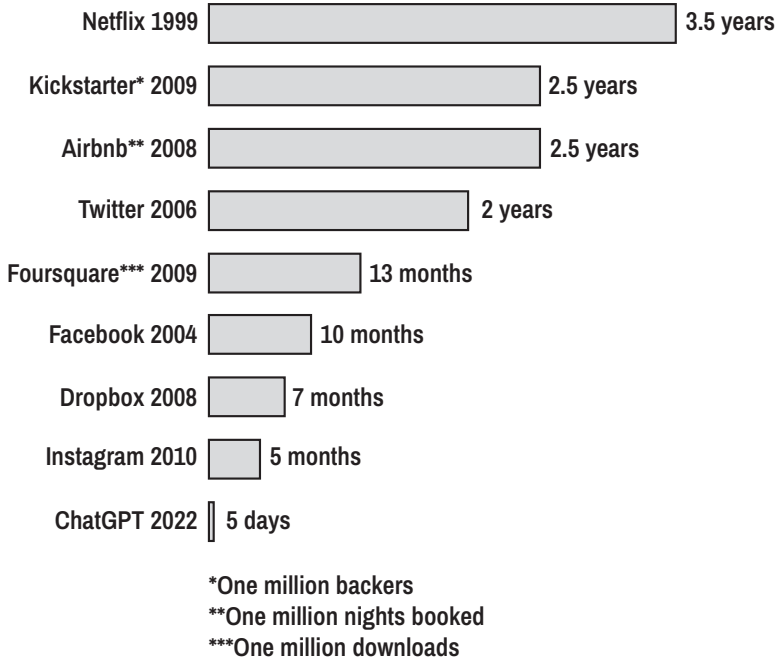 Netflix 1999 3.5 years
Kickstarter* 2009 2.5 years
Airbnb** 2008 2.5 years
Twitter 2006 2 years
Foursquare*** 2009 13 months
Facebook 2004 10 months
Dropbox 2008 7 months
Instagram 2010 5 months
ChatGPT 2022 5 days
*One million backers
**One million nights booked
***One million downloads